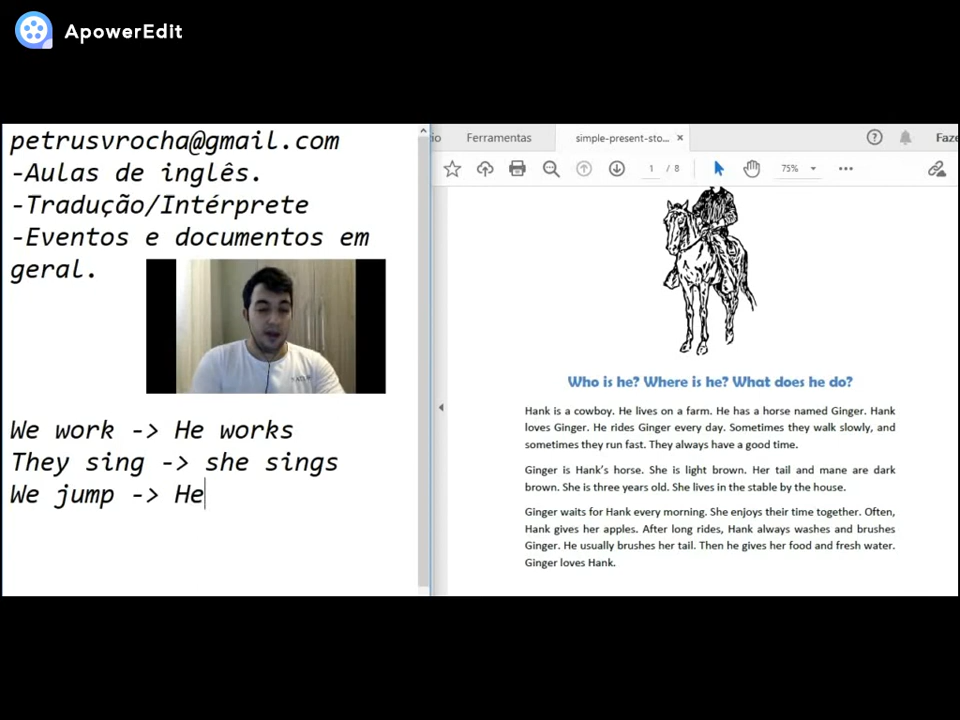 ApowerEdit
petrusvrocha@gmail.com
-Aulas de inglês.
-Tradução/Intérprete
-Eventos e documentos em
geral.
We work -> He works
They sing -> she sings
We jump -> He
io Ferramentas simple-present-sto... × ? Faze
1 / 8 75%
Who is he? Where is he? What does he do?
Hank is a cowboy. He lives on a farm. He has a horse named Ginger. Hank
loves Ginger. He rides Ginger every day. Sometimes they walk slowly, and
sometimes they run fast. They always have a good time.
Ginger is Hank's horse. She is light brown. Her tail and mane are dark
brown. She is three years old. She lives in the stable by the house.
Ginger waits for Hank every morning. She enjoys their time together. Often,
Hank gives her apples. After long rides, Hank always washes and brushes
Ginger. He usually brushes her tail. Then he gives her food and fresh water.
Ginger loves Hank.